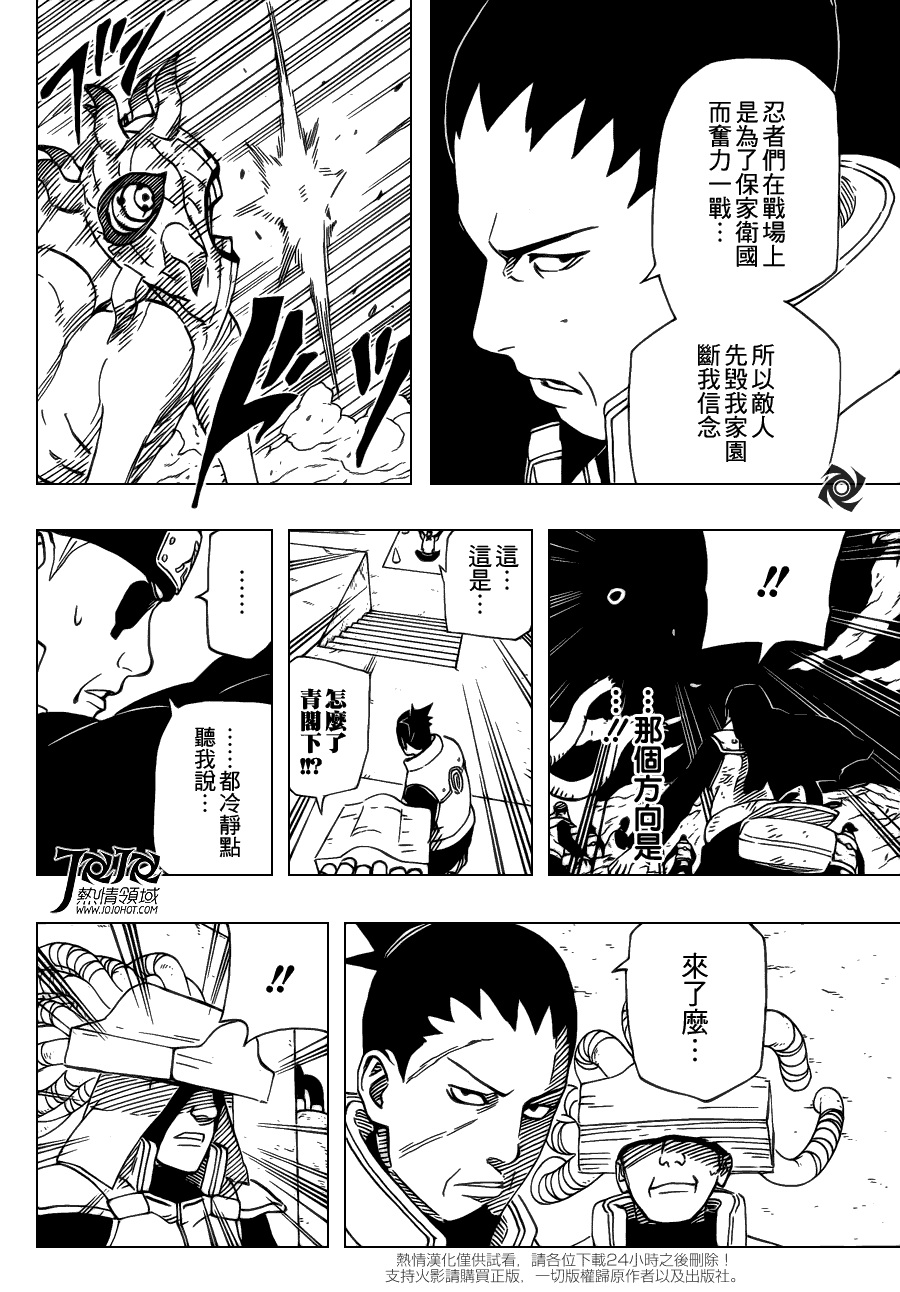 忍者們在戰場上
是為了保家衛國
而奮力一戰…
所以敵人
先毀我家園
斷我信念
ドドッ
!!
…那個方向是
…!!
這…
這是…
怎麼了
青閣下!!?
……
……都冷靜點
聽我說…
JOJO
熱情領域
WWW.JOJOHOT.COM
來了麼…
!!
熱情漢化僅供試看，請各位下載24小時之後刪除！
支持火影請購買正版，一切版權歸原作者以及出版社。